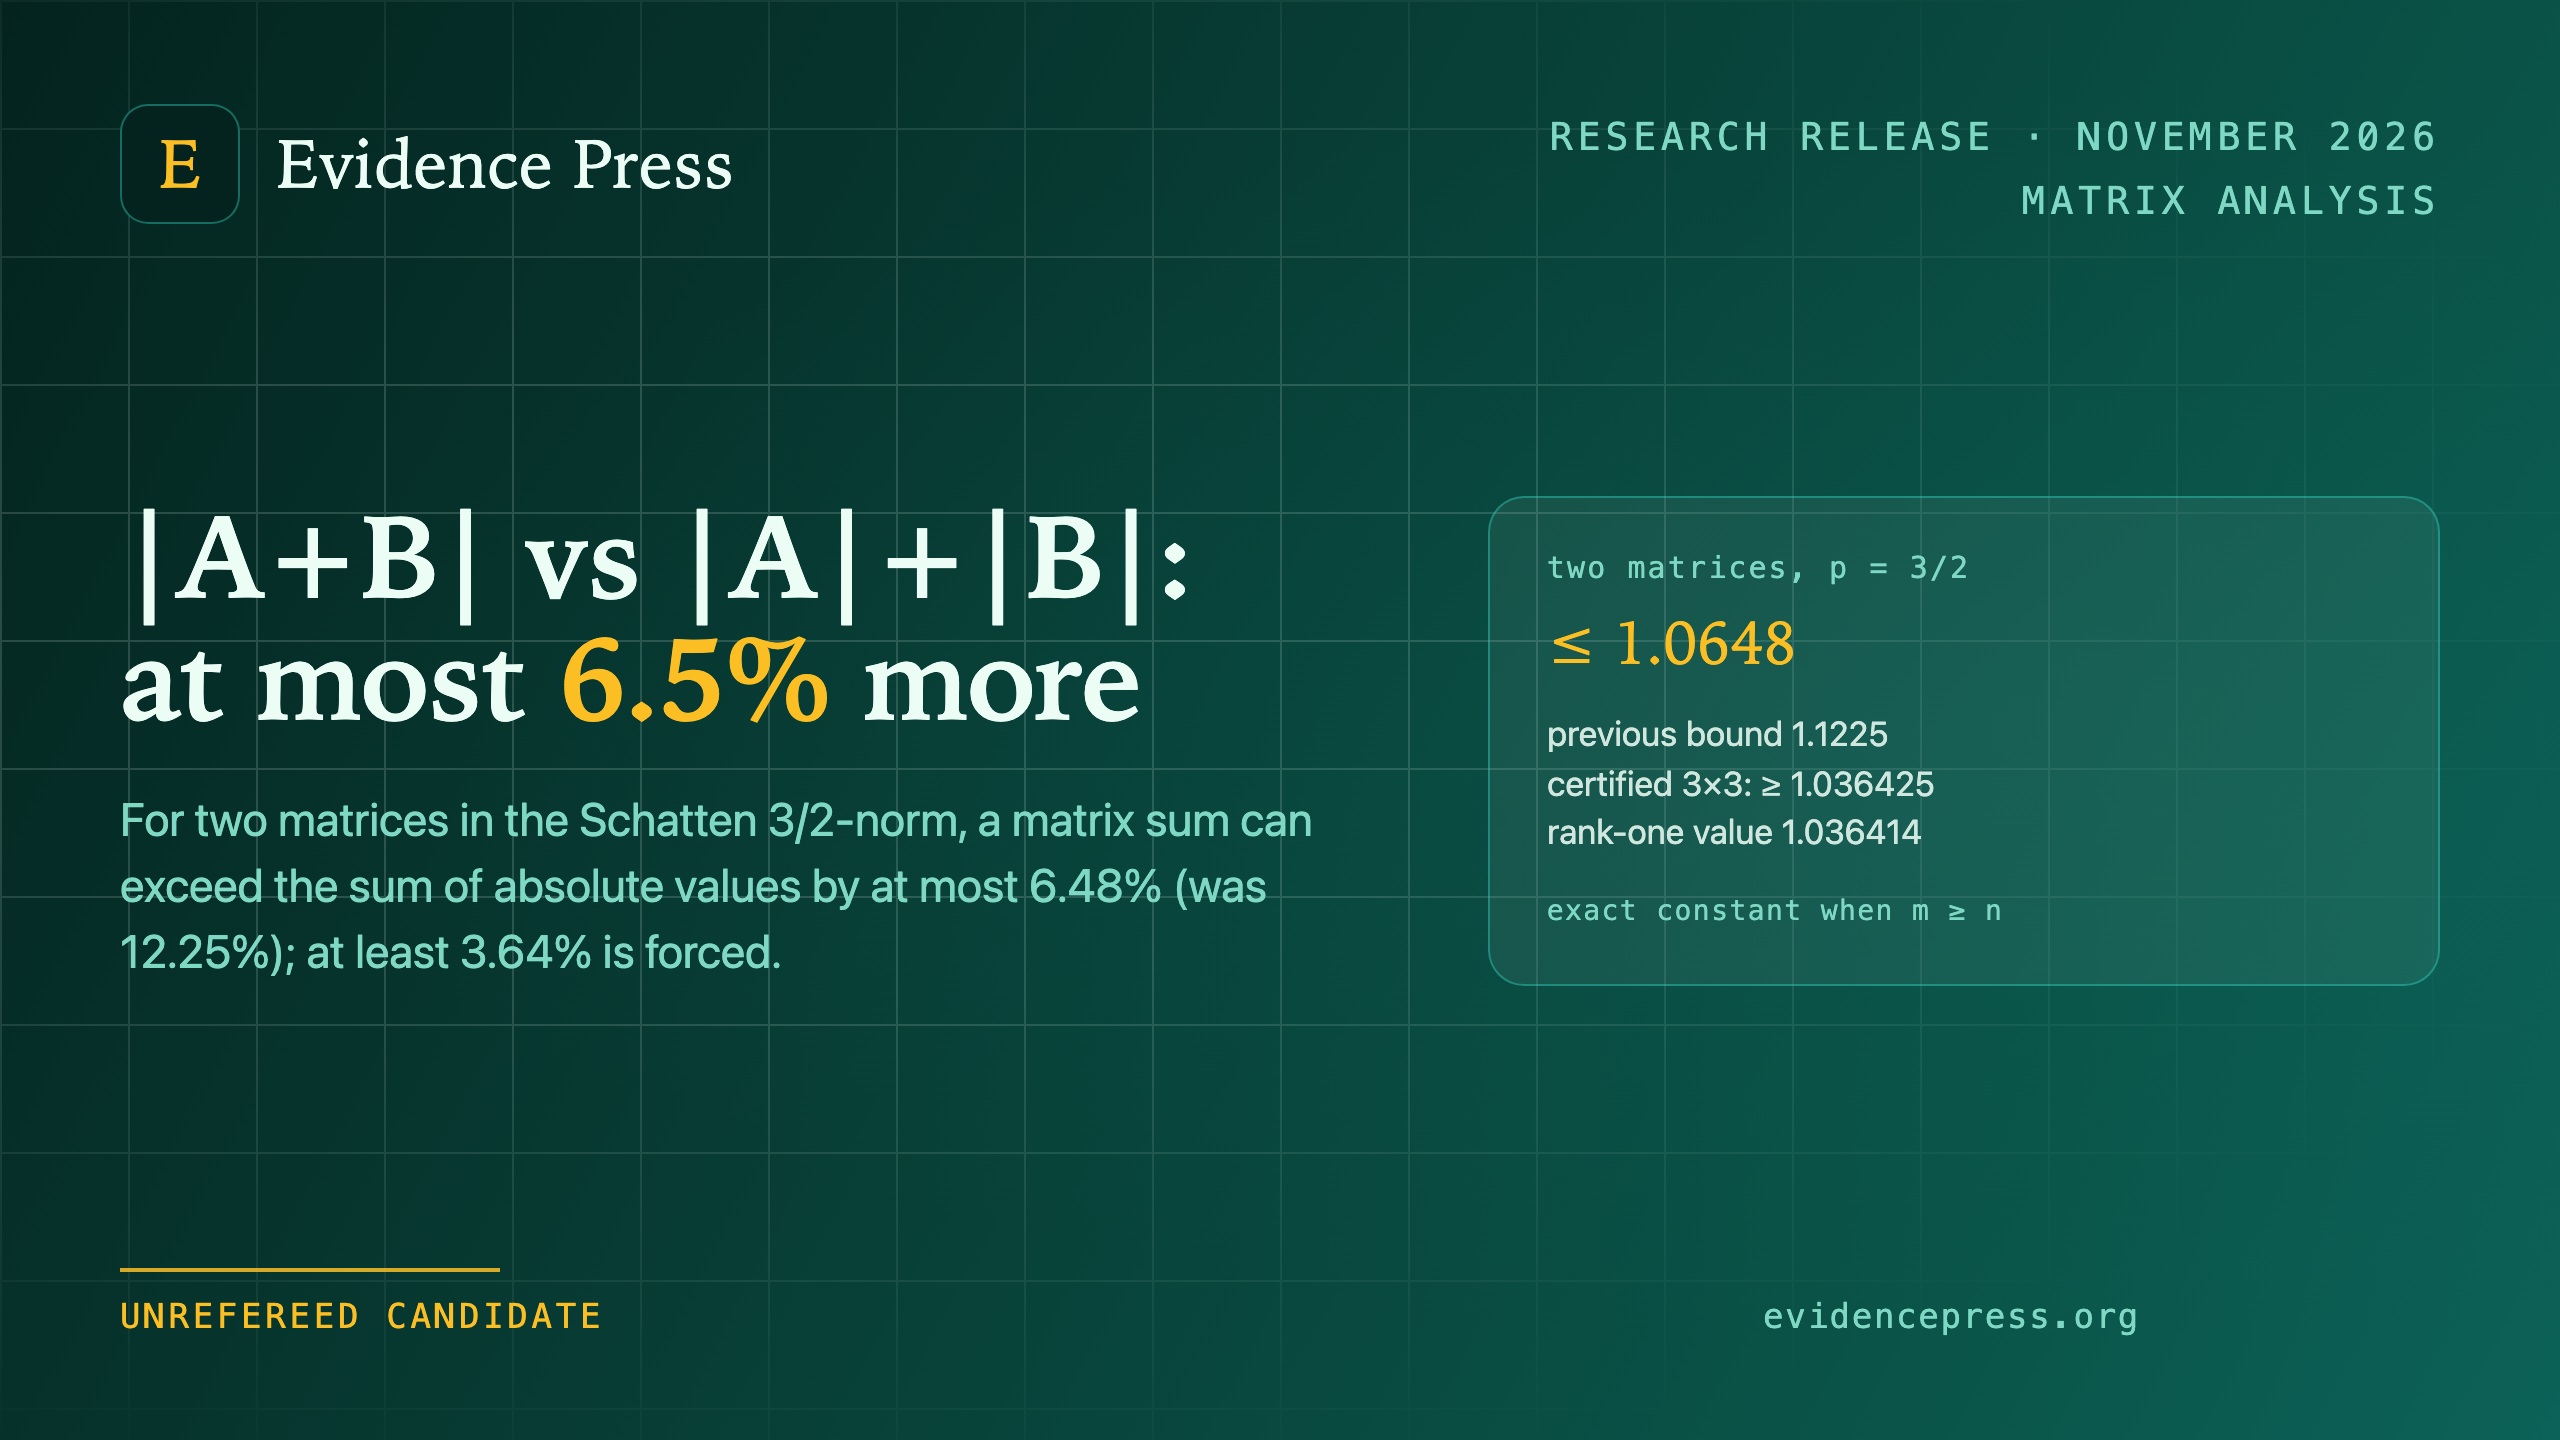 E
Evidence Press
RESEARCH RELEASE · NOVEMBER 2026
MATRIX ANALYSIS
|A+B| vs |A|+|B|:
at most 6.5% more
For two matrices in the Schatten 3/2-norm, a matrix sum can
exceed the sum of absolute values by at most 6.48% (was
12.25%); at least 3.64% is forced.
two matrices, p = 3/2
≤ 1.0648
previous bound 1.1225
certified 3×3: ≥ 1.036425
rank-one value 1.036414
exact constant when m ≥ n
UNREFEREED CANDIDATE
evidencepress.org